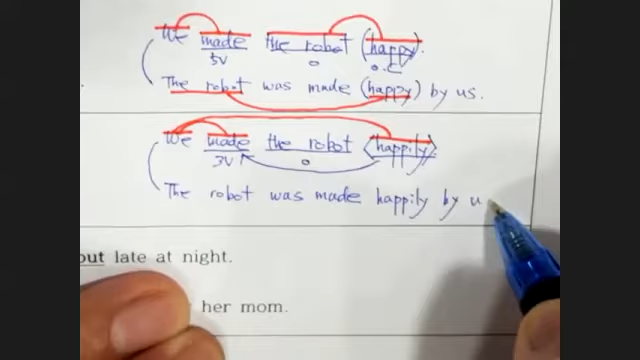 We made the robot (happy).
5V O O.C
The robot was made (happy) by us.
We made the robot <happily>
3V O
The robot was made happily by u
out late at night.
her mom.